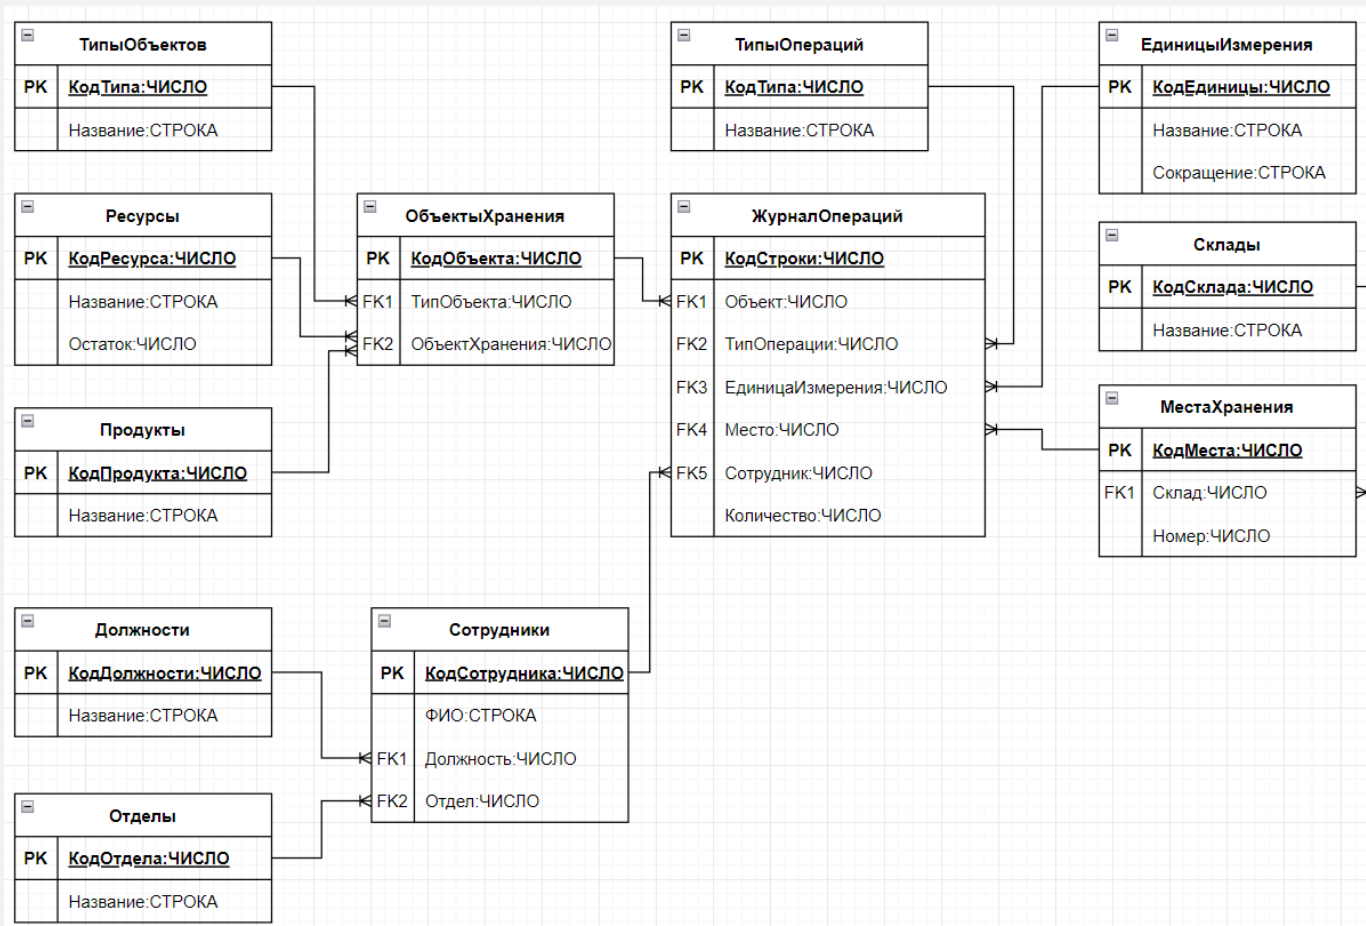 ТипыОбъектов
PK КодТипа:ЧИСЛО
Название:СТРОКА
ТипыОпераций
PK КодТипа:ЧИСЛО
Название:СТРОКА
ЕдиницыИзмерения
PK КодЕдиницы:ЧИСЛО
Название:СТРОКА
Сокращение:СТРОКА
Ресурсы
PK КодРесурса:ЧИСЛО
Название:СТРОКА
Остаток:ЧИСЛО
ОбъектыХранения
PK КодОбъекта:ЧИСЛО
FK1 ТипОбъекта:ЧИСЛО
FK2 ОбъектХранения:ЧИСЛО
ЖурналОпераций
PK КодСтроки:ЧИСЛО
FK1 Объект:ЧИСЛО
FK2 ТипОперации:ЧИСЛО
FK3 ЕдиницаИзмерения:ЧИСЛО
FK4 Место:ЧИСЛО
FK5 Сотрудник:ЧИСЛО
Количество:ЧИСЛО
Склады
PK КодСклада:ЧИСЛО
Название:СТРОКА
МестаХранения
PK КодМеста:ЧИСЛО
FK1 Склад:ЧИСЛО
Номер:ЧИСЛО
Продукты
PK КодПродукта:ЧИСЛО
Название:СТРОКА
Должности
PK КодДолжности:ЧИСЛО
Название:СТРОКА
Сотрудники
PK КодСотрудника:ЧИСЛО
ФИО:СТРОКА
FK1 Должность:ЧИСЛО
FK2 Отдел:ЧИСЛО
Отделы
PK КодОтдела:ЧИСЛО
Название:СТРОКА